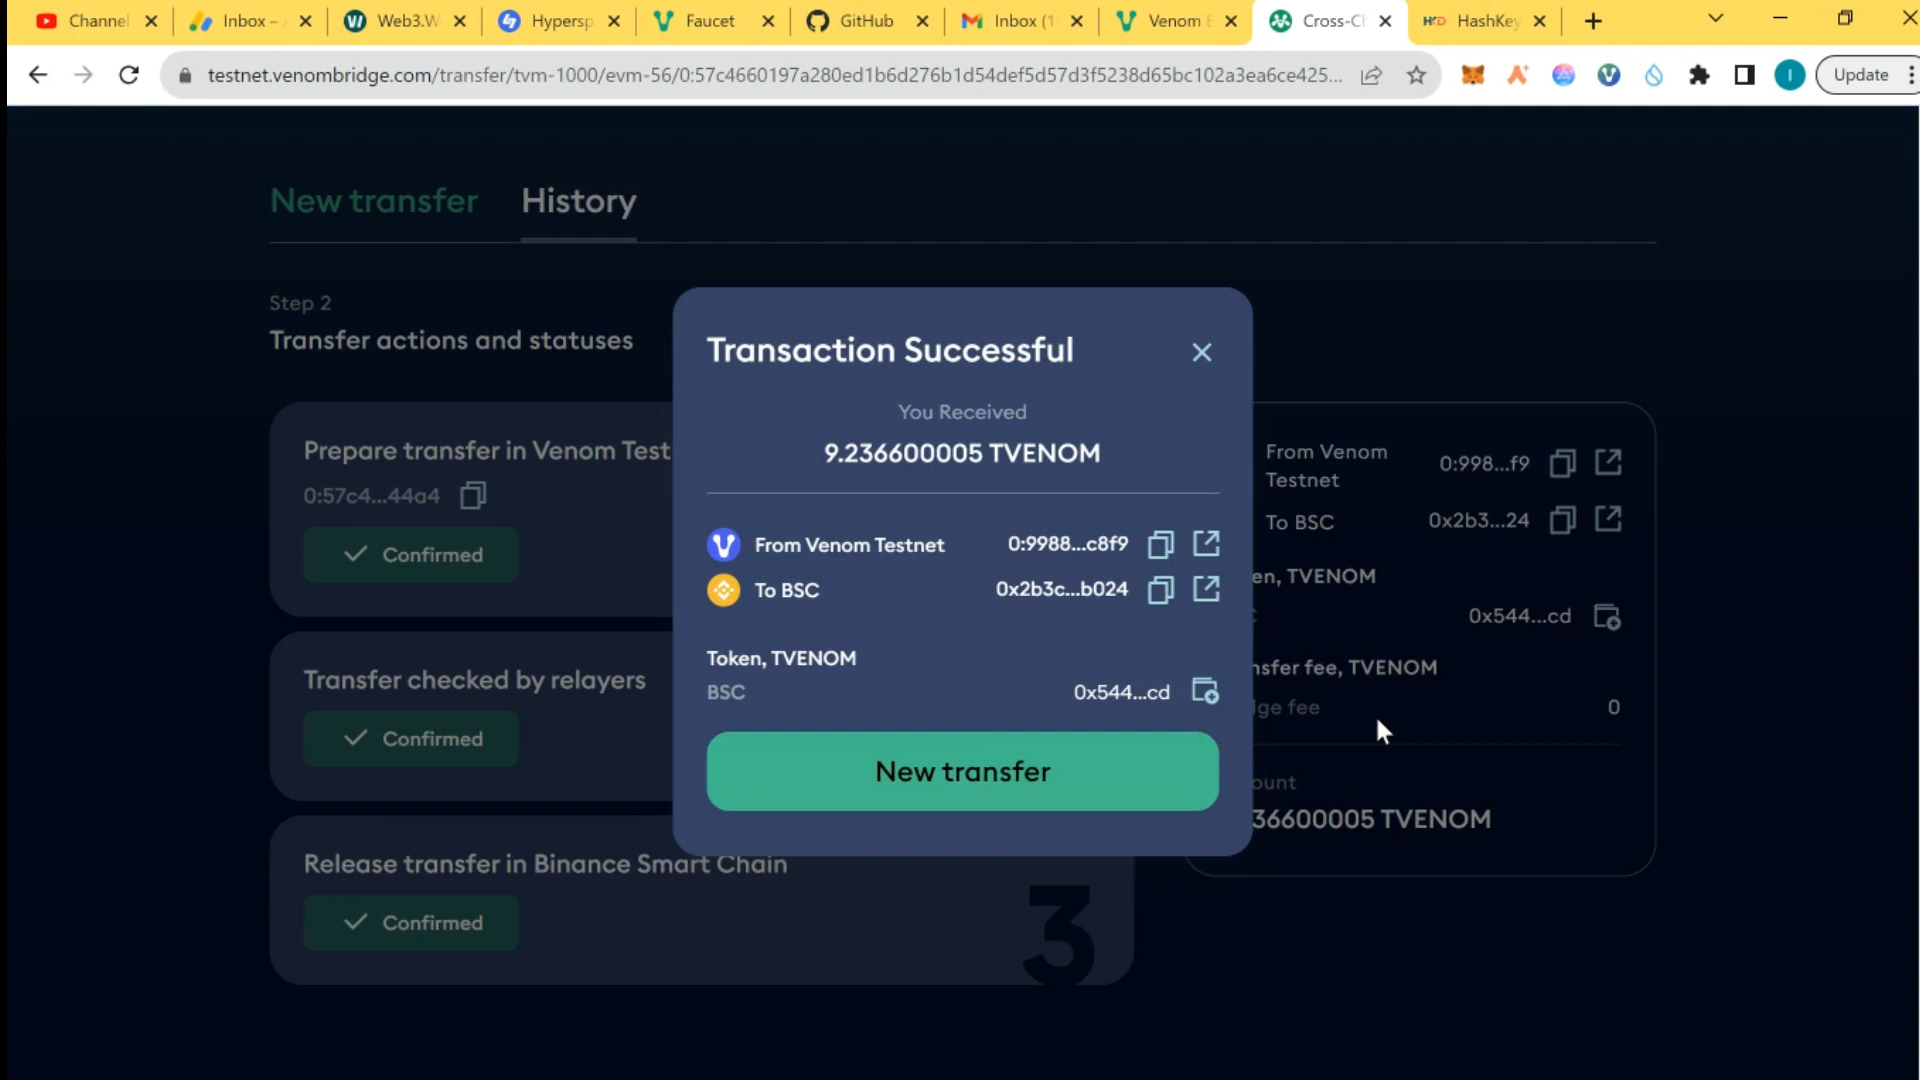 Channel
Inbox –
Web3.W
Hypersp
Faucet
GitHub
Inbox (1
Venom E
Cross-Cl
HashKey
testnet.venombridge.com/transfer/tvm-1000/evm-56/0:57c4660197a280ed1b6d276b1d54def5d57d3f5238d65bc102a3ea6ce425...
I
Update
New transfer
History
Step 2
Transfer actions and statuses
Prepare transfer in Venom Test
0:57c4...44a4
Confirmed
Transfer checked by relayers
Confirmed
Release transfer in Binance Smart Chain
Confirmed
3
Transaction Successful
You Received
9.236600005 TVENOM
From Venom Testnet 0:9988...c8f9
To BSC 0x2b3c...b024
Token, TVENOM
BSC 0x544...cd
New transfer
From Venom
Testnet
0:998...f9
To BSC 0x2b3...24
en, TVENOM
0x544...cd
nsfer fee, TVENOM
dge fee 0
ount
36600005 TVENOM